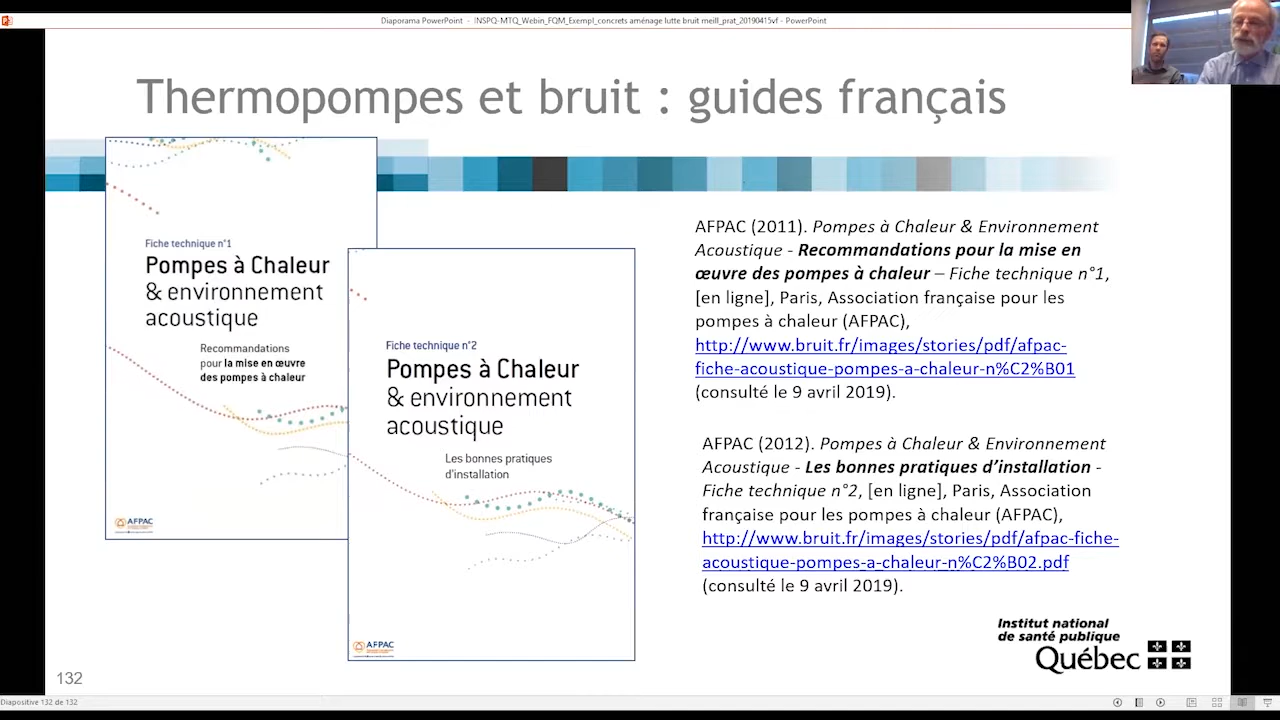 Diaporama PowerPoint - INSPQ-MTQ_Webin_FQM_Exempl_concrets aménage lutte bruit meill_prat_20190415vf - PowerPoint
Thermopompes et bruit : guides français
Fiche technique n°1
Pompes à Chaleur
& environnement
acoustique
Recommandations
pour la mise en œuvre
des pompes à chaleur
AFPAC
Fiche technique n°2
Pompes à Chaleur
& environnement
acoustique
Les bonnes pratiques
d'installation
AFPAC
AFPAC (2011). Pompes à Chaleur & Environnement
Acoustique - Recommandations pour la mise en
œuvre des pompes à chaleur – Fiche technique n°1,
[en ligne], Paris, Association française pour les
pompes à chaleur (AFPAC),
http://www.bruit.fr/images/stories/pdf/afpac-
fiche-acoustique-pompes-a-chaleur-n%C2%B01
(consulté le 9 avril 2019).
AFPAC (2012). Pompes à Chaleur & Environnement
Acoustique - Les bonnes pratiques d’installation -
Fiche technique n°2, [en ligne], Paris, Association
française pour les pompes à chaleur (AFPAC),
http://www.bruit.fr/images/stories/pdf/afpac-fiche-
acoustique-pompes-a-chaleur-n%C2%B02.pdf
(consulté le 9 avril 2019).
Institut national
de santé publique
Québec
132
Diapositive 132 de 132